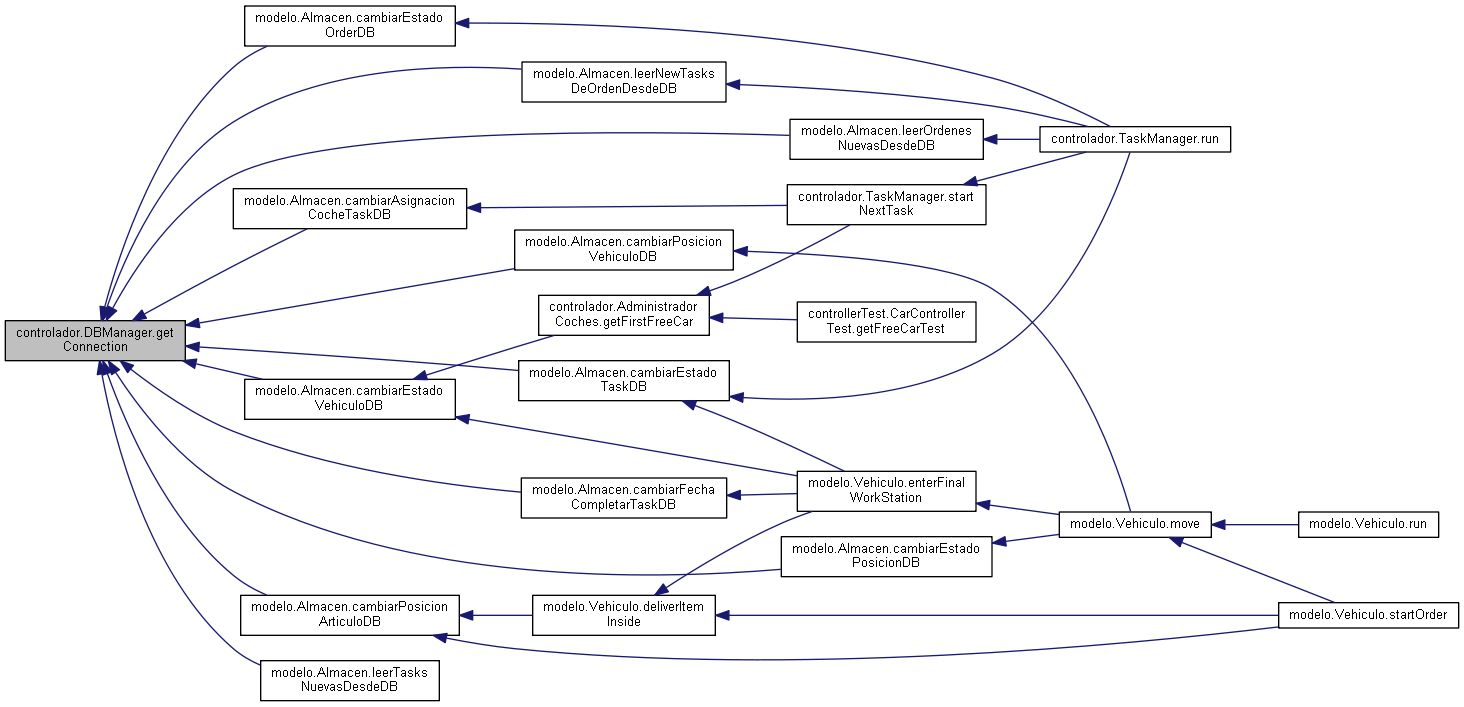 modelo.Almacen.cambiarEstado
OrderDB
modelo.Almacen.leerNewTasks
DeOrdenDesdeDB
modelo.Almacen.leerOrdenes
NuevasDesdeDB
controlador.TaskManager.run
modelo.Almacen.cambiarAsignacion
CocheTaskDB
controlador.TaskManager.start
NextTask
modelo.Almacen.cambiarPosicion
VehiculoDB
controlador.Administrador
Coches.getFirstFreeCar
controllerTest.CarController
Test.getFreeCarTest
controlador.DBManager.get
Connection
modelo.Almacen.cambiarEstado
TaskDB
modelo.Almacen.cambiarEstado
VehiculoDB
modelo.Almacen.cambiarFecha
CompletarTaskDB
modelo.Vehiculo.enterFinal
WorkStation
modelo.Vehiculo.move
modelo.Vehiculo.run
modelo.Almacen.cambiarEstado
PosicionDB
modelo.Almacen.cambiarPosicion
ArticuloDB
modelo.Vehiculo.deliverItem
Inside
modelo.Vehiculo.startOrder
modelo.Almacen.leerTasks
NuevasDesdeDB